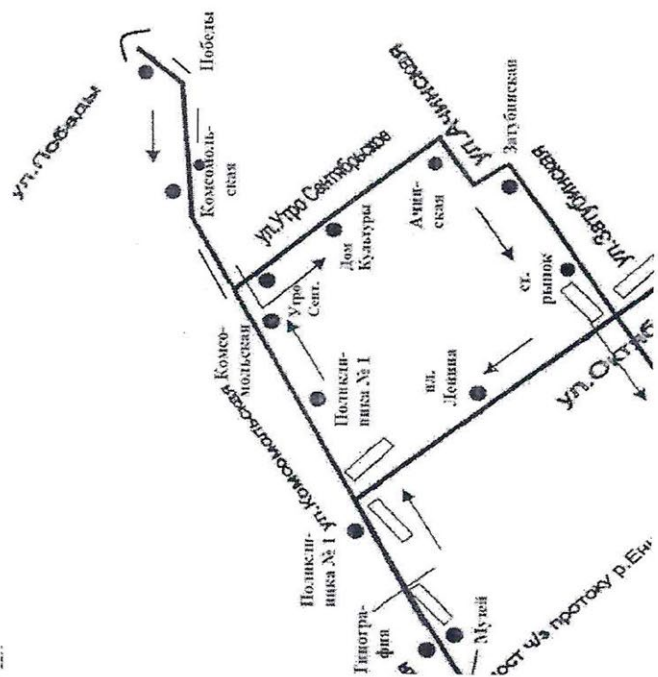 ул.Победы
Победы
Комсомоль-
ская
ул.Утро Сентябрьское
ул.Ачинская
Затубинская
Ачин-
ская
Дом
Культуры
Утро
Сент.
Комсо-
мольская
ул.Комсомольская
Поликли-
ника № 1
ул.Затубинская
ст.
рынок
пл.
Ленина
ул.Октяб
Поликли-
ника № 1
Типогра-
фия
я
Музей
ост ч/з протоку р.Ени